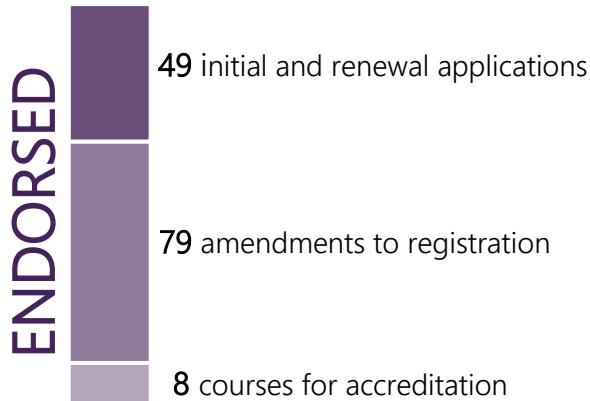 ENDORSED
49 initial and renewal applications
79 amendments to registration
8 courses for accreditation